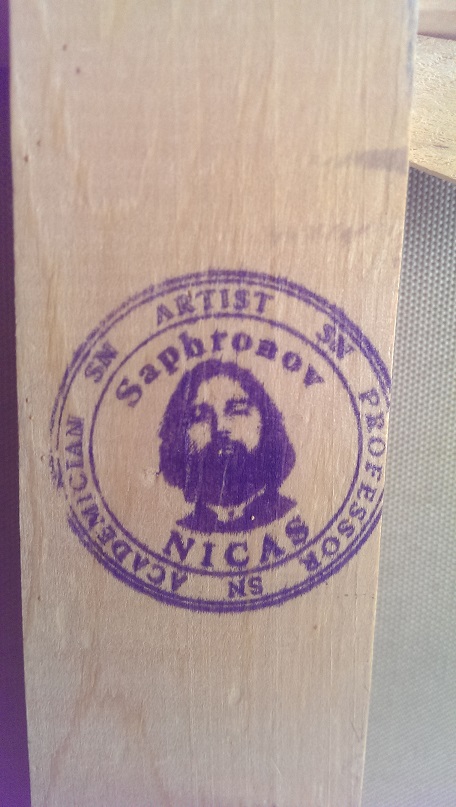 SN ARTIST SN PROFESSOR SN ACADEMICIAN
Saphronov
NICAS